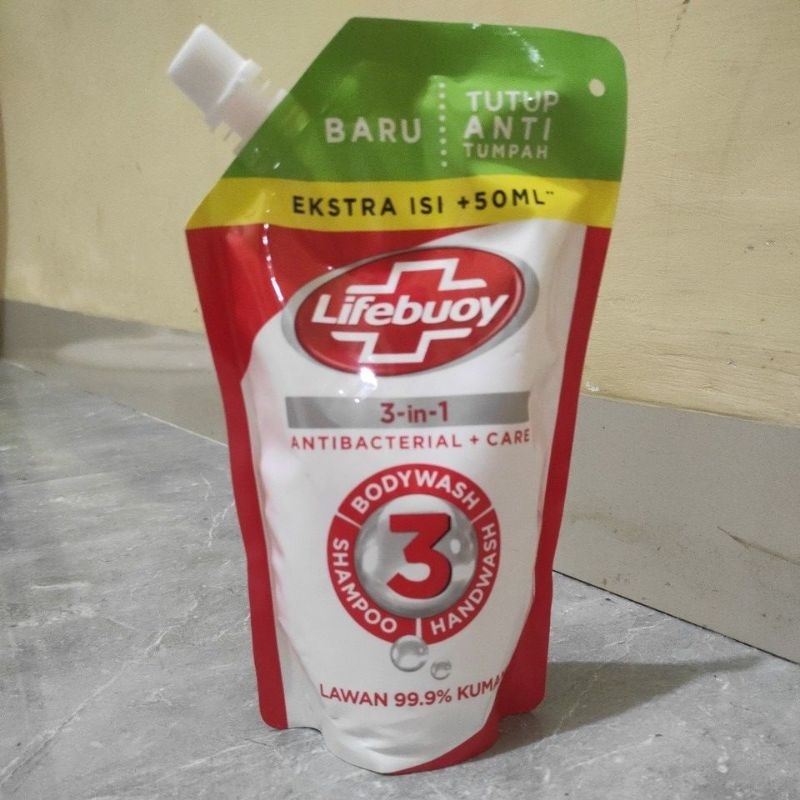 BARU
TUTUP
ANTI
TUMPAH
EKSTRA ISI +50ML**
Lifebuoy
3-in-1
ANTIBACTERIAL + CARE
BODYWASH
SHAMPOO
HANDWASH
3
LAWAN 99.9% KUMA